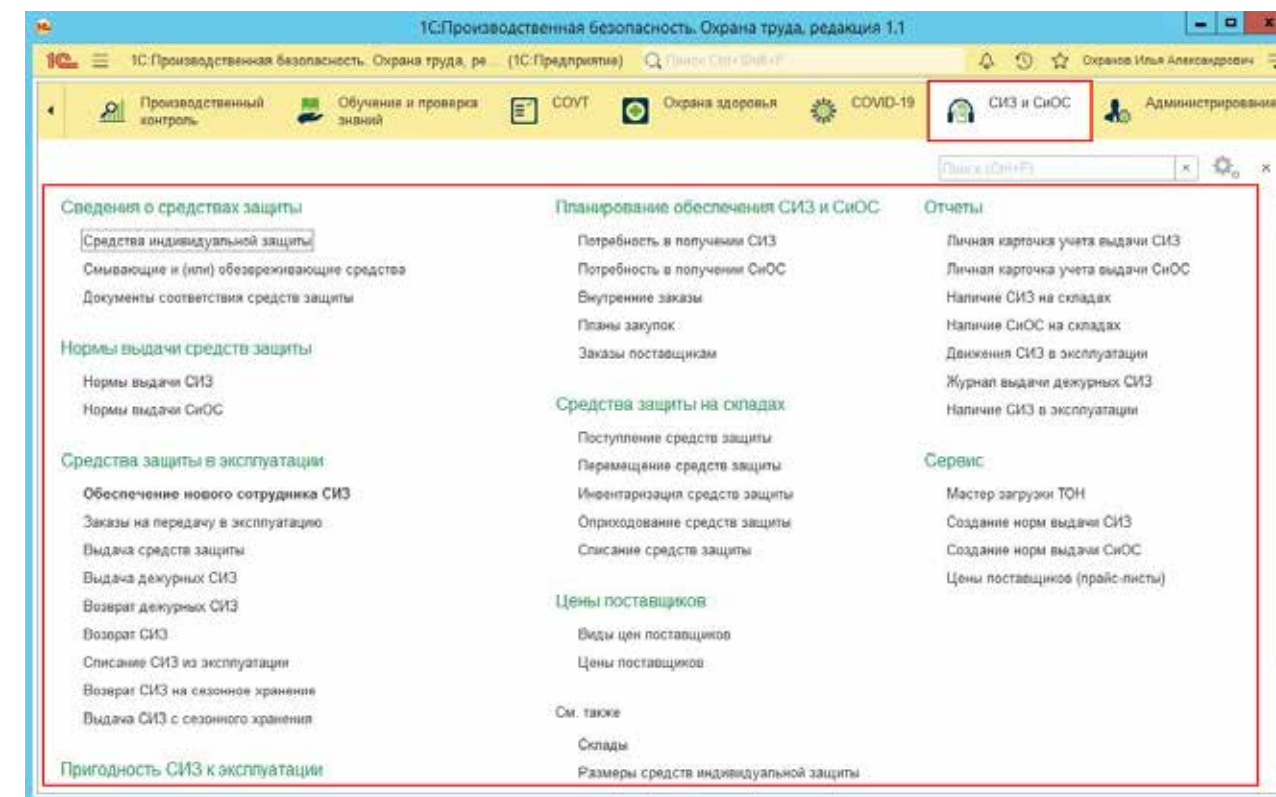 1С:Производственная безопасность. Охрана труда, редакция 1.1
1С:Производственная безопасность. Охрана труда, ре... (1С:Предприятие)
Поиск Ctrl+Shift+F
Охранов Илья Александрович
Производственный контроль
Обучение и проверка знаний
СОУТ
Охрана здоровья
COVID-19
СИЗ и СиОС
Администрирование
Поиск (Ctrl+F)
Сведения о средствах защиты
Средства индивидуальной защиты
Смывающие и (или) обезвреживающие средства
Документы соответствия средств защиты
Нормы выдачи средств защиты
Нормы выдачи СИЗ
Нормы выдачи СиОС
Средства защиты в эксплуатации
Обеспечение нового сотрудника СИЗ
Заказы на передачу в эксплуатацию
Выдача средств защиты
Выдача дежурных СИЗ
Возврат дежурных СИЗ
Возврат СИЗ
Списание СИЗ из эксплуатации
Возврат СИЗ на сезонное хранение
Выдача СИЗ с сезонного хранения
Пригодность СИЗ к эксплуатации
Планирование обеспечения СИЗ и СиОС
Потребность в получении СИЗ
Потребность в получении СиОС
Внутренние заказы
Планы закупок
Заказы поставщикам
Средства защиты на складах
Поступление средств защиты
Перемещение средств защиты
Инвентаризация средств защиты
Оприходование средств защиты
Списание средств защиты
Цены поставщиков
Виды цен поставщиков
Цены поставщиков
См. также
Склады
Размеры средств индивидуальной защиты
Отчеты
Личная карточка учета выдачи СИЗ
Личная карточка учета выдачи СиОС
Наличие СИЗ на складах
Наличие СиОС на складах
Движения СИЗ в эксплуатации
Журнал выдачи дежурных СИЗ
Наличие СИЗ в эксплуатации
Сервис
Мастер загрузки ТОН
Создание норм выдачи СИЗ
Создание норм выдачи СиОС
Цены поставщиков (прайс-листы)